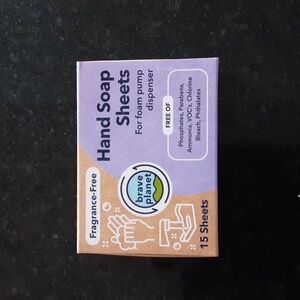 Fragrance-Free
Hand Soap
Sheets
For foam pump
dispenser
FREE OF
Phosphates, Parabens,
Ammonia, VOC's, Chlorine
Bleach, Phthalates
brave
planet
15 Sheets